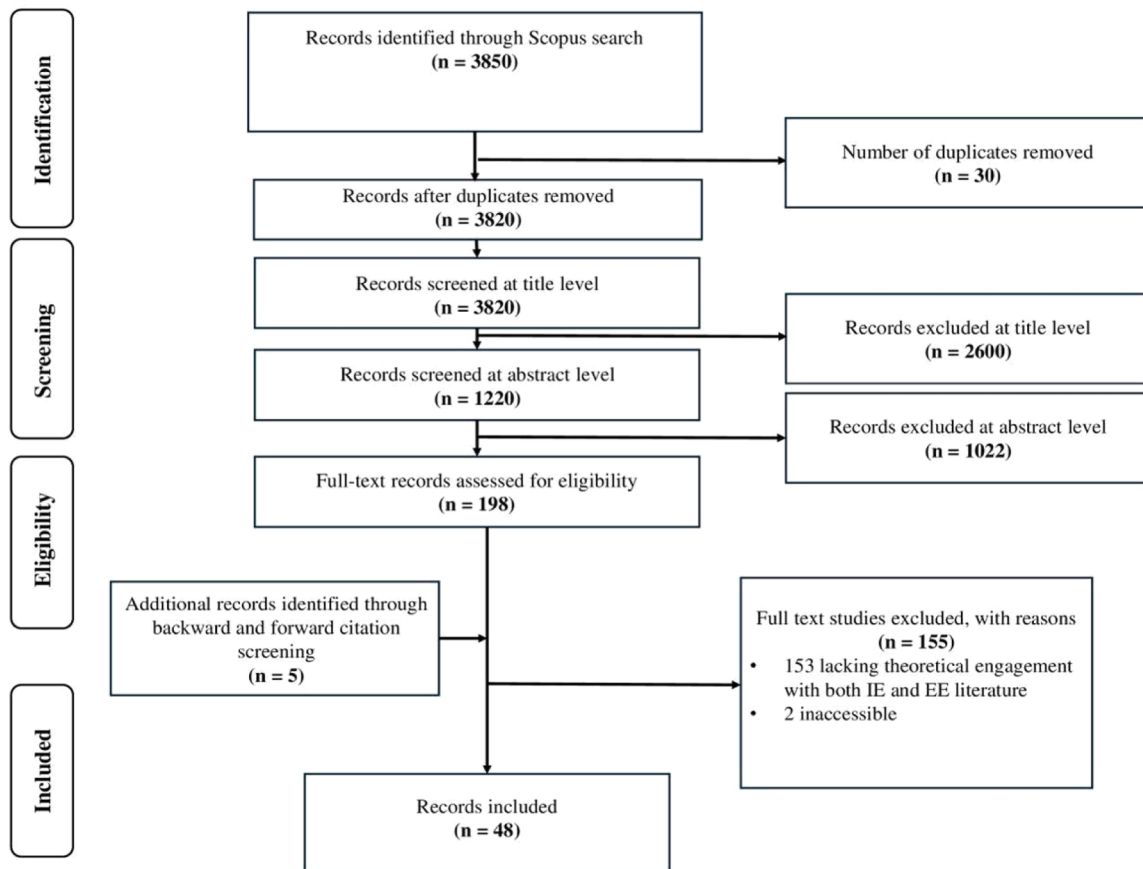 Identification
Records identified through Scopus search
(n = 3850)
Number of duplicates removed
(n = 30)
Records after duplicates removed
(n = 3820)
Screening
Records screened at title level
(n = 3820)
Records excluded at title level
(n = 2600)
Records screened at abstract level
(n = 1220)
Records excluded at abstract level
(n = 1022)
Eligibility
Full-text records assessed for eligibility
(n = 198)
Additional records identified through
backward and forward citation
screening
(n = 5)
Full text studies excluded, with reasons
(n = 155)
• 153 lacking theoretical engagement
with both IE and EE literature
• 2 inaccessible
Included
Records included
(n = 48)